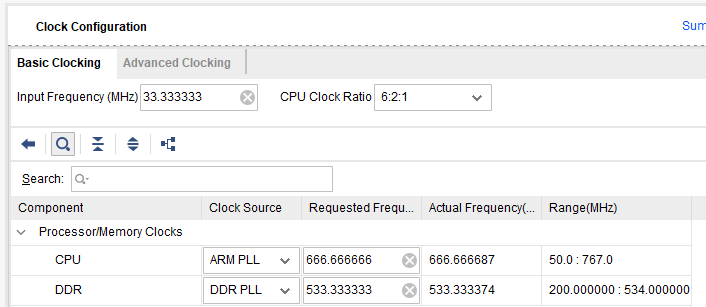 Clock Configuration
Sum
Basic Clocking Advanced Clocking
Input Frequency (MHz) 33.333333 CPU Clock Ratio 6:2:1
Search:
Component Clock Source Requested Frequ... Actual Frequency(... Range(MHz)
Processor/Memory Clocks
CPU ARM PLL 666.666666 666.666687 50.0 : 767.0
DDR DDR PLL 533.333333 533.333374 200.000000 : 534.000000